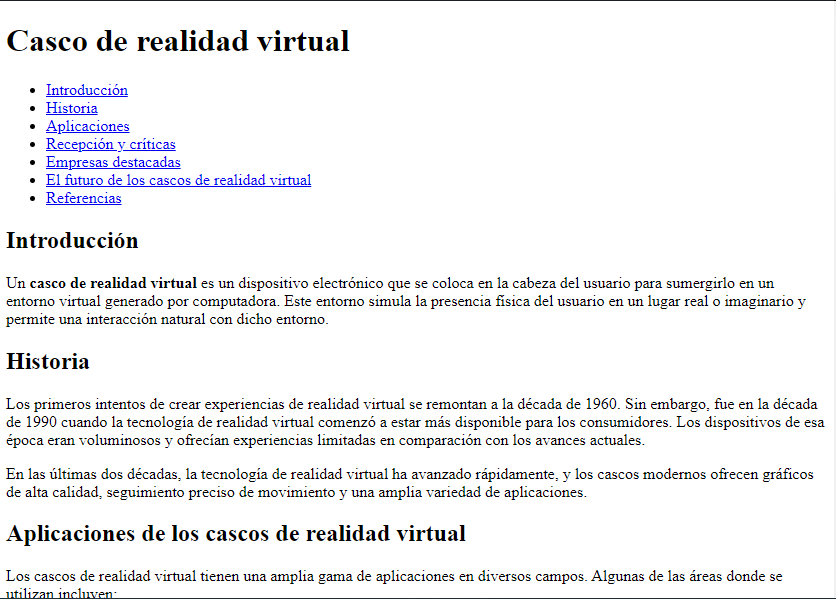 Casco de realidad virtual
Introducción
Historia
Aplicaciones
Recepción y críticas
Empresas destacadas
El futuro de los cascos de realidad virtual
Referencias
Introducción
Un casco de realidad virtual es un dispositivo electrónico que se coloca en la cabeza del usuario para sumergirlo en un
entorno virtual generado por computadora. Este entorno simula la presencia física del usuario en un lugar real o imaginario y
permite una interacción natural con dicho entorno.
Historia
Los primeros intentos de crear experiencias de realidad virtual se remontan a la década de 1960. Sin embargo, fue en la década
de 1990 cuando la tecnología de realidad virtual comenzó a estar más disponible para los consumidores. Los dispositivos de esa
época eran voluminosos y ofrecían experiencias limitadas en comparación con los avances actuales.
En las últimas dos décadas, la tecnología de realidad virtual ha avanzado rápidamente, y los cascos modernos ofrecen gráficos
de alta calidad, seguimiento preciso de movimiento y una amplia variedad de aplicaciones.
Aplicaciones de los cascos de realidad virtual
Los cascos de realidad virtual tienen una amplia gama de aplicaciones en diversos campos. Algunas de las áreas donde se
utilizan incluyen: